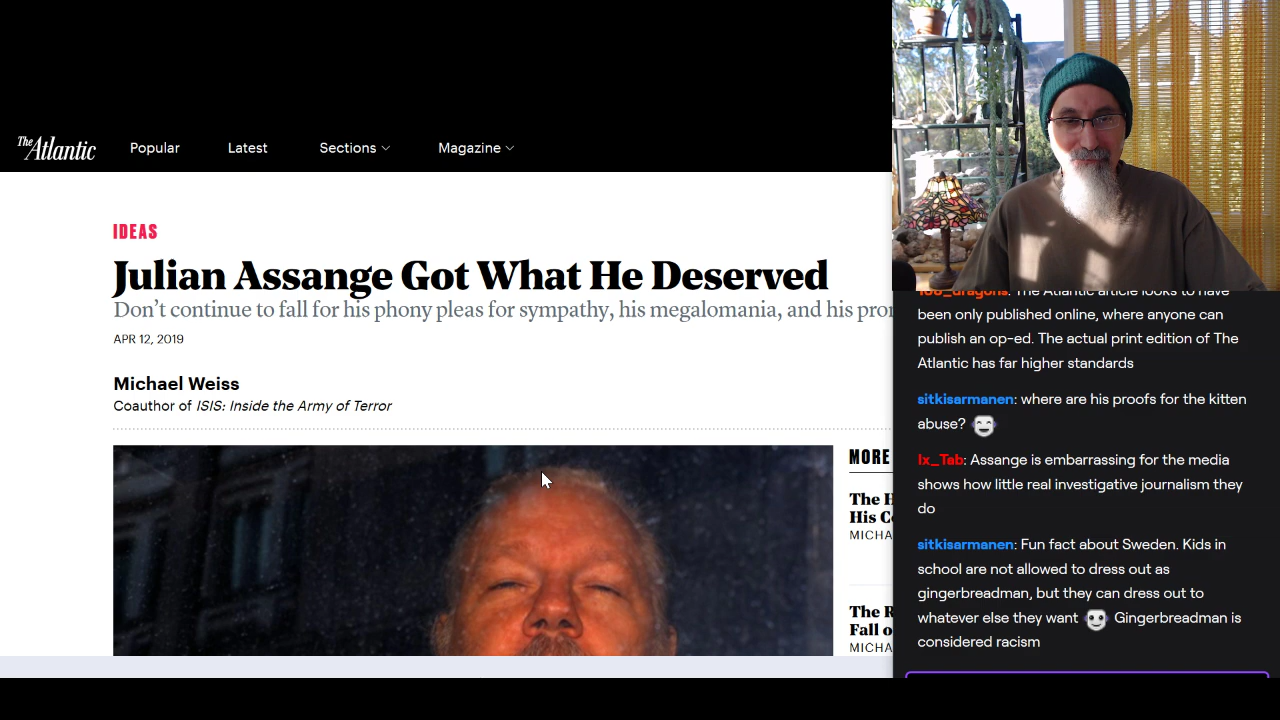 The Atlantic
Popular
Latest
Sections
Magazine
IDEAS
Julian Assange Got What He Deserved
Don’t continue to fall for his phony pleas for sympathy, his megalomania, and his
APR 12, 2019
Michael Weiss
Coauthor of ISIS: Inside the Army of Terror
MORE
The
His
MICHA
The
Fall
MICHA
The Atlantic article looks to have
been only published online, where anyone can
publish an op-ed. The actual print edition of The
Atlantic has far higher standards
sitkisarmanen: where are his proofs for the kitten
abuse?
Ix_Tab: Assange is embarrassing for the media
shows how little real investigative journalism they
do
sitkisarmanen: Fun fact about Sweden. Kids in
school are not allowed to dress out as
gingerbreadman, but they can dress out to
whatever else they want Gingerbreadman is
considered racism